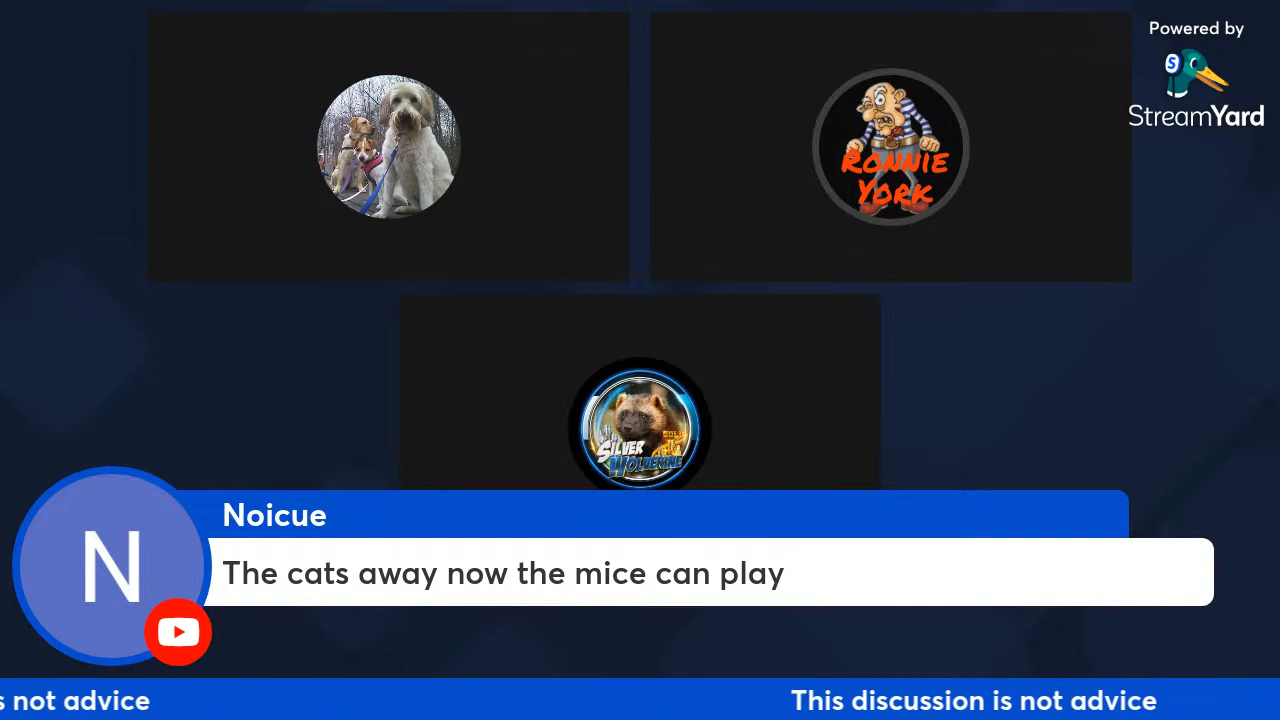 Powered by
S
StreamYard
RONNIE
YORK
SILVER
GOLD
WOLVERINE
N
Noicue
The cats away now the mice can play
s not advice
This discussion is not advice